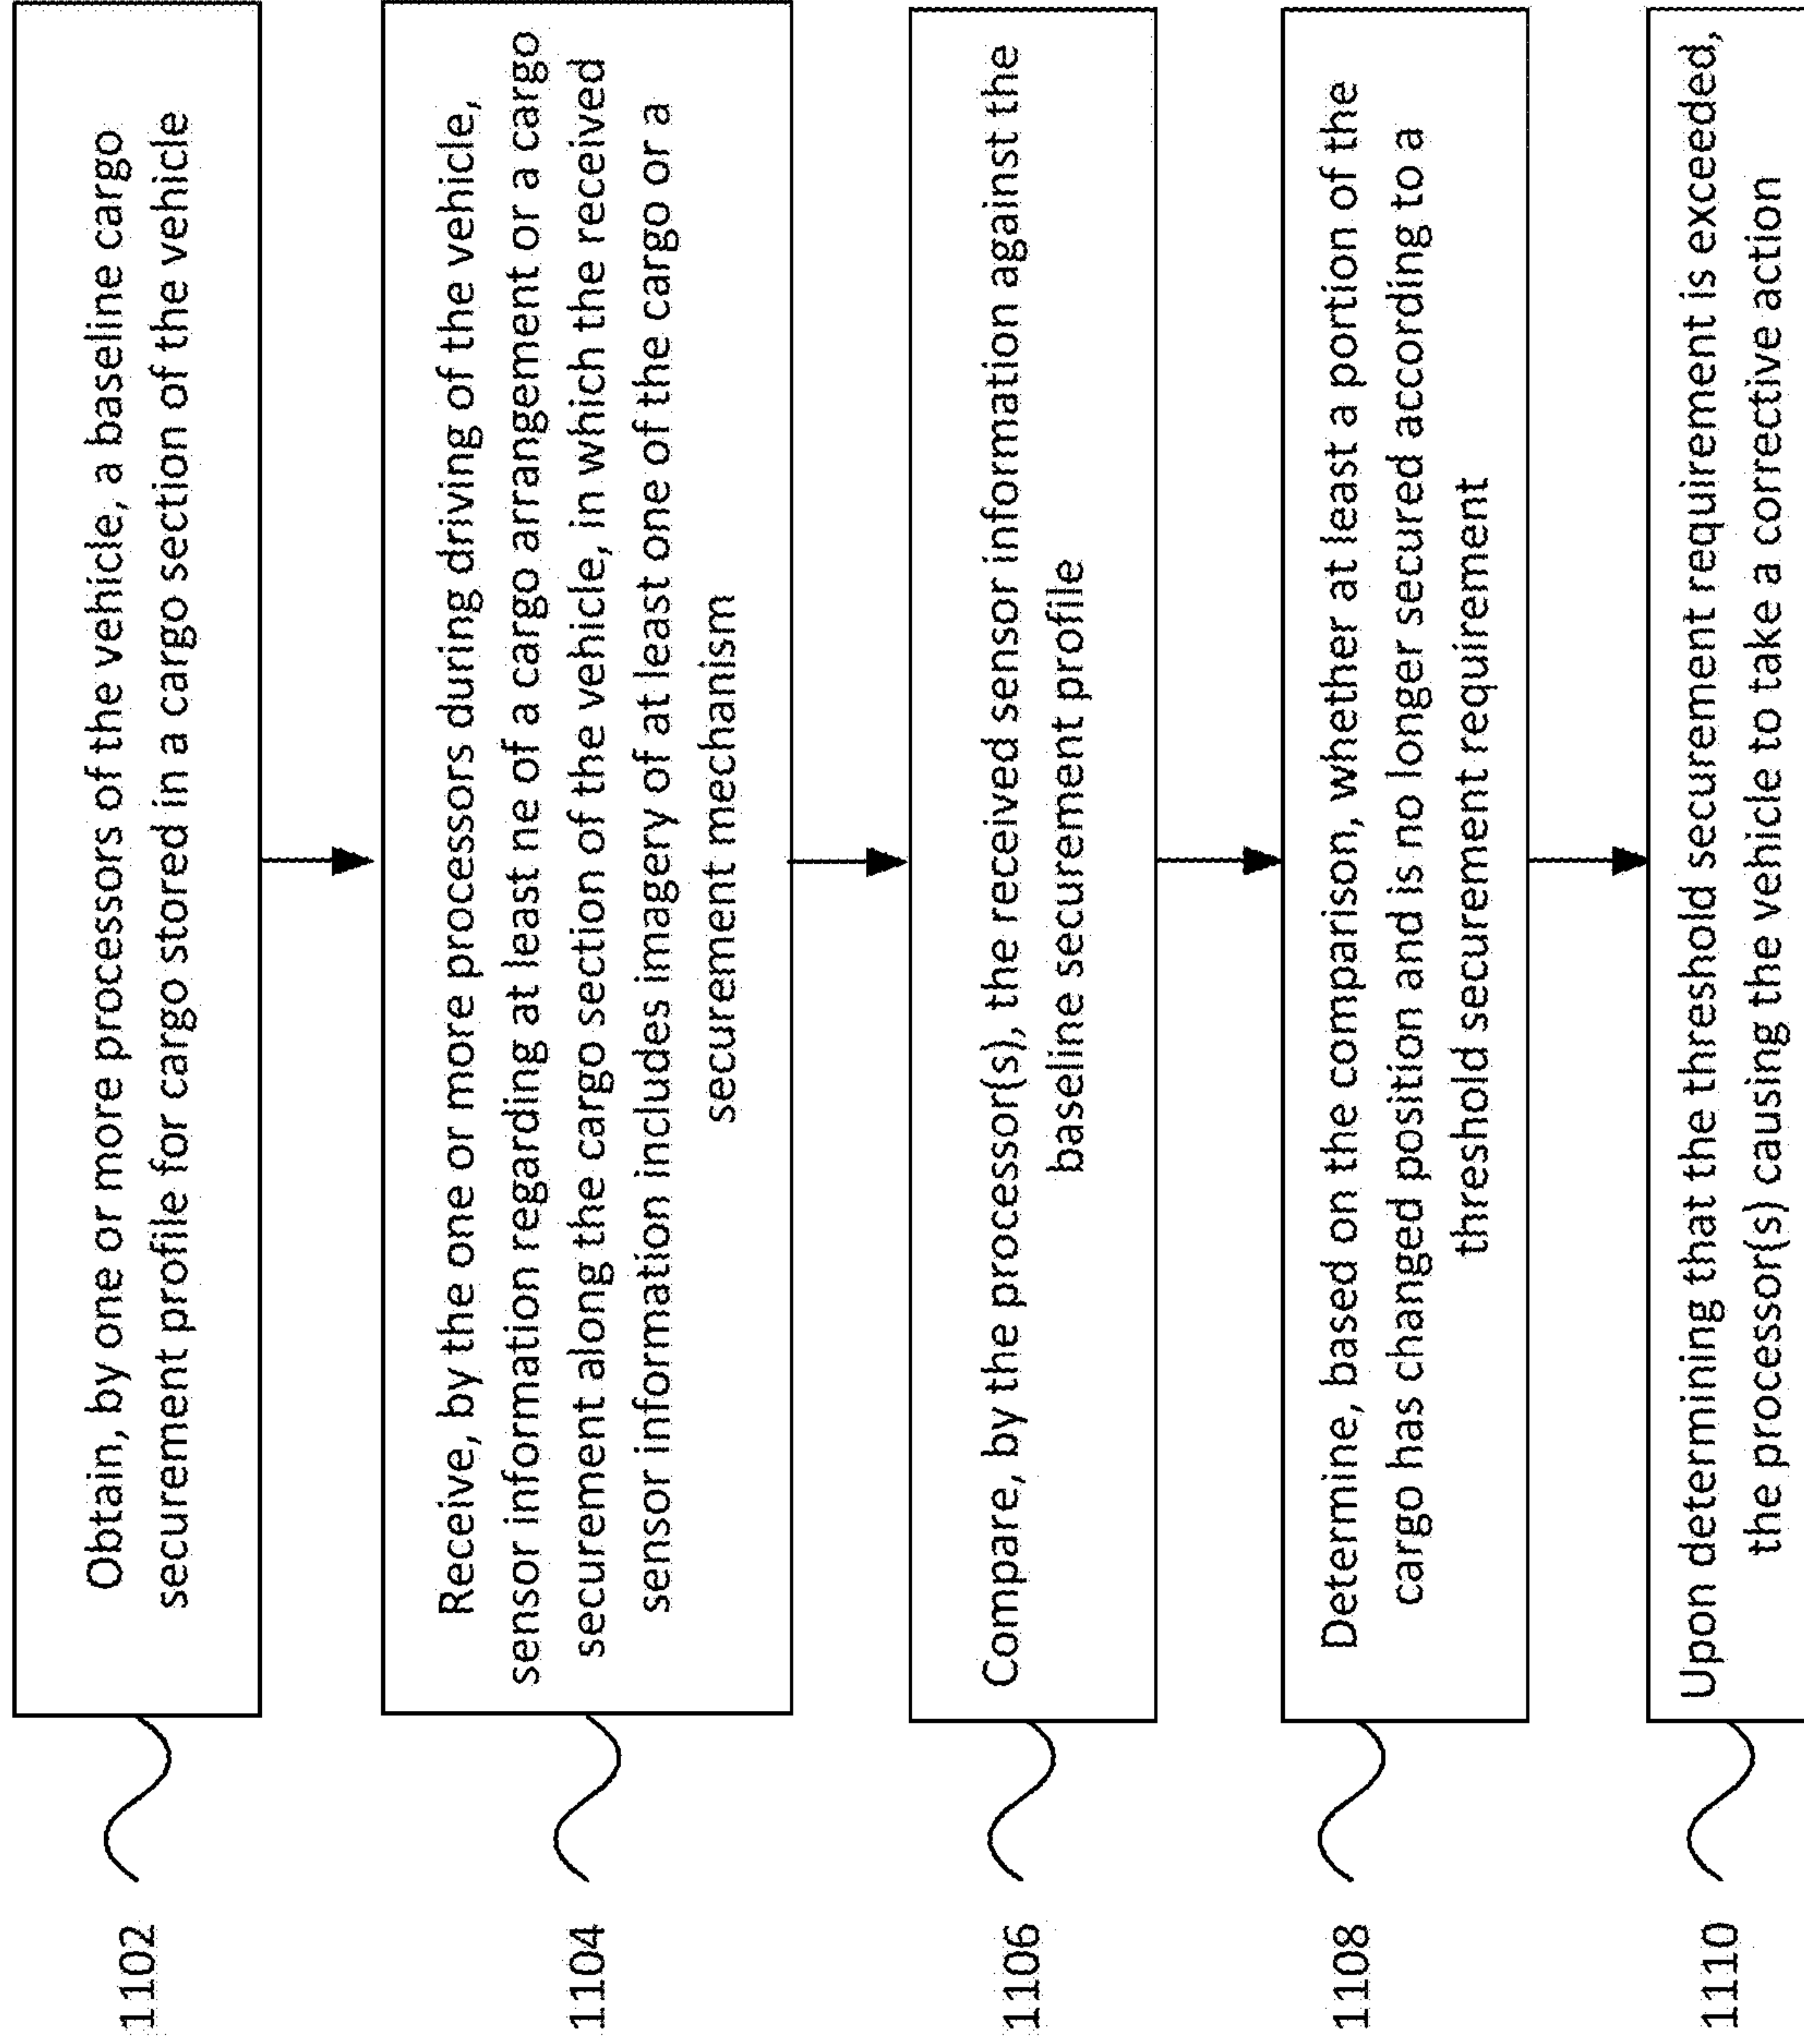 1102
Obtain, by one or more processors of the vehicle, a baseline cargo
securement profile for cargo stored in a cargo section of the vehicle
1104
Receive, by the one or more processors during driving of the vehicle,
sensor information regarding at least ne of a cargo arrangement or a cargo
securement along the cargo section of the vehicle, in which the received
sensor information includes imagery of at least one of the cargo or a
securement mechanism
1106
Compare, by the processor(s), the received sensor information against the
baseline securement profile
1108
Determine, based on the comparison, whether at least a portion of the
cargo has changed position and is no longer secured according to a
threshold securement requirement
1110
Upon determining that the threshold securement requirement is exceeded,
the processor(s) causing the vehicle to take a corrective action